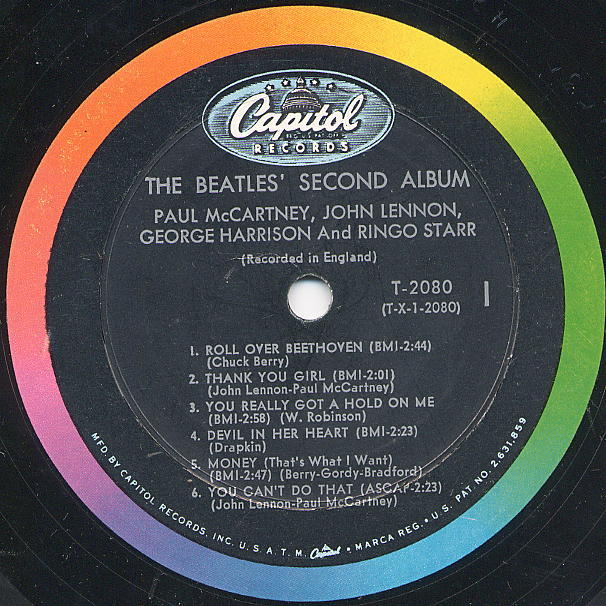 Capitol
REG. U.S. PAT. OFF.
RECORDS
THE BEATLES' SECOND ALBUM
PAUL McCARTNEY, JOHN LENNON,
GEORGE HARRISON And RINGO STARR
(Recorded in England)
T-2080 1
(T-X-1-2080)
1. ROLL OVER BEETHOVEN (BMI-2:44)
(Chuck Berry)
2. THANK YOU GIRL (BMI-2:01)
(John Lennon-Paul McCartney)
3. YOU REALLY GOT A HOLD ON ME
(BMI-2:58) (W. Robinson)
4. DEVIL IN HER HEART (BMI-2:23)
(Drapkin)
5. MONEY (That's What I Want)
(BMI-2:47) (Berry-Gordy-Bradford)
6. YOU CAN'T DO THAT (ASCAP-2:23)
(John Lennon-Paul McCartney)
MFD. BY CAPITOL RECORDS, INC. U. S. A. T. M. Capitol • MARCA REG. • U. S. PAT. NO. 2,631,859